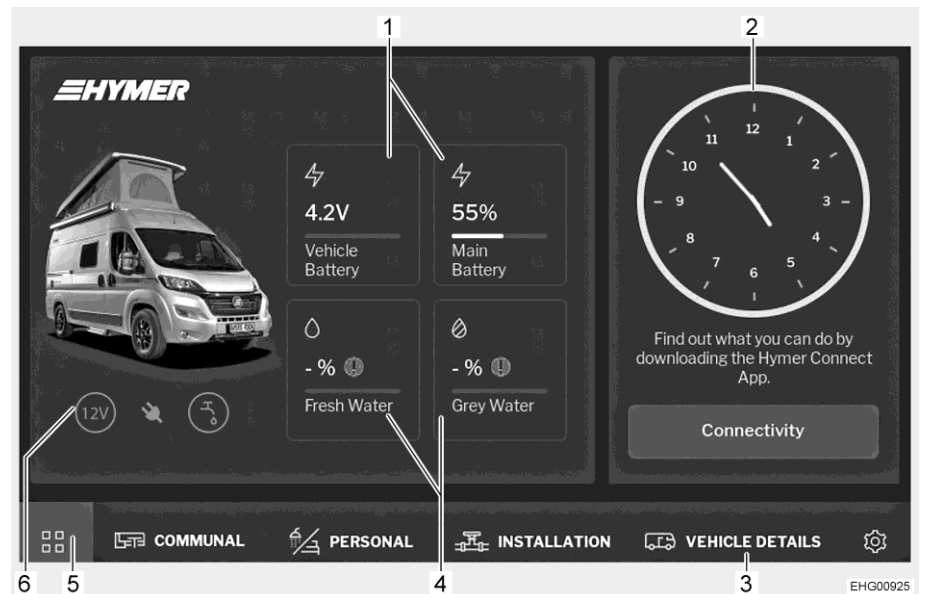 1
2
HYMER
12
11
1
10
2
9
3
8
4
7
5
6
4.2V
Vehicle
Battery
55%
Main
Battery
- %
Fresh Water
- %
Grey Water
12V
Find out what you can do by
downloading the Hymer Connect
App.
Connectivity
COMMUNAL
PERSONAL
INSTALLATION
VEHICLE DETAILS
6
5
4
3
EHG00925